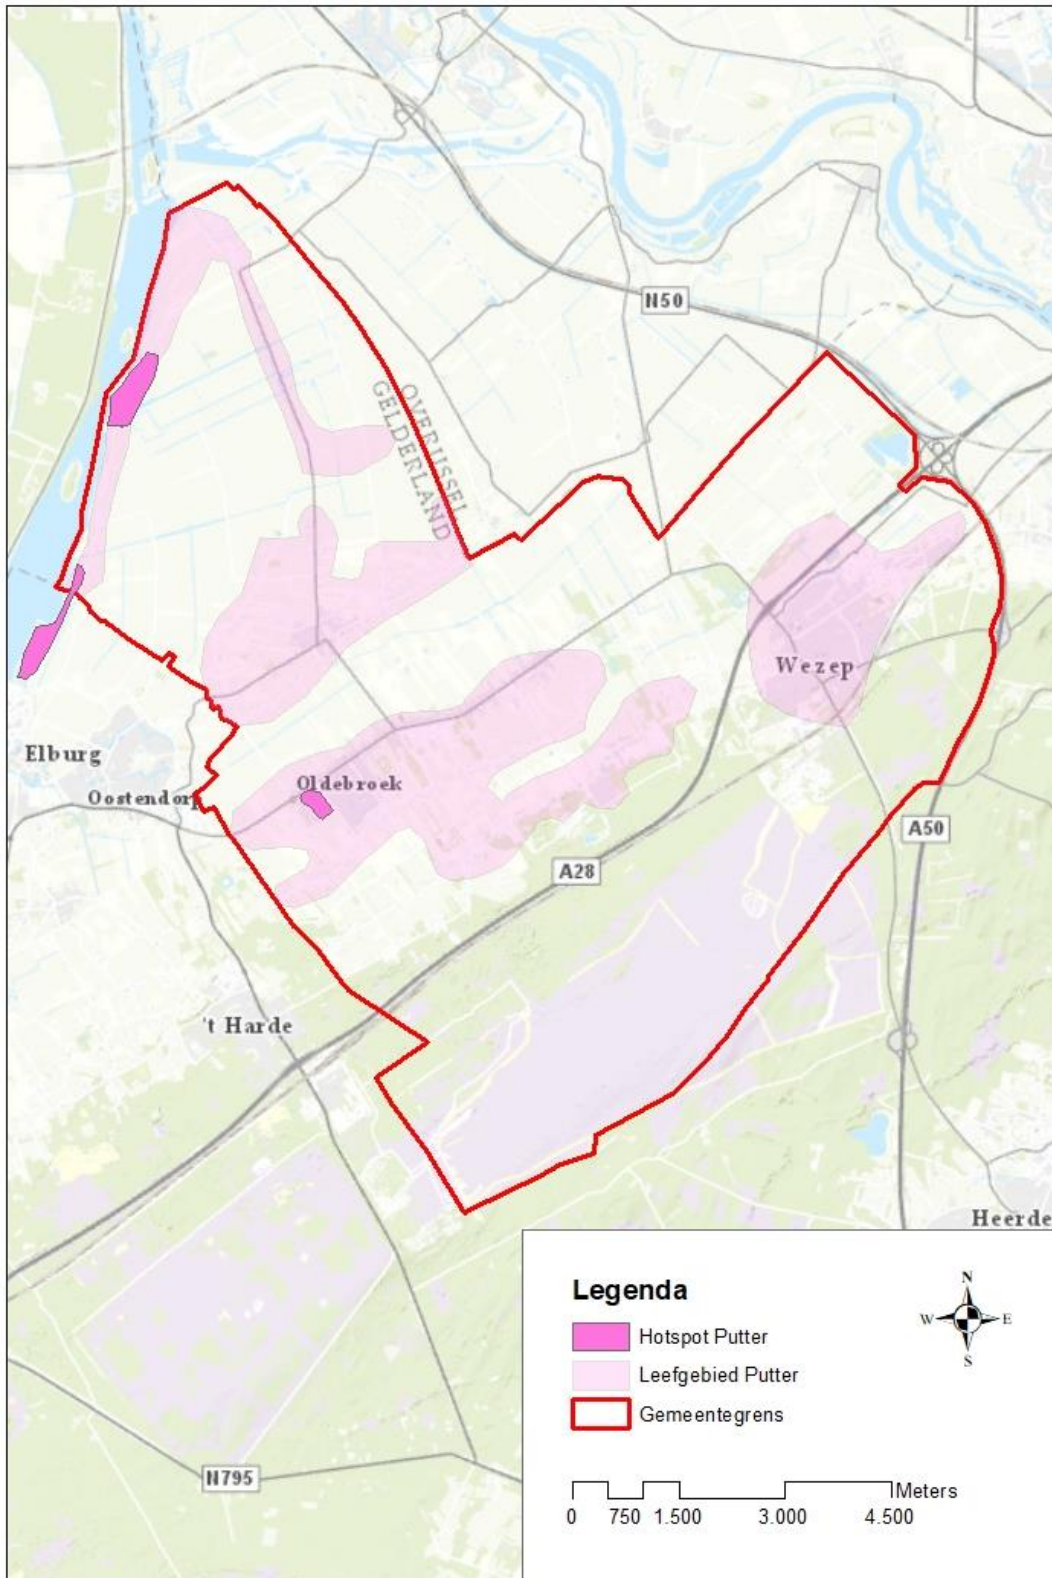 N50
OVERIJSSEL
GELDERLAND
Wezep
Elburg
Oldebroek
Oostendorp
A50
A28
't Harde
Heerde
N795
Legenda
Hotspot Putter
Leefgebied Putter
Gemeentegrens
N
W E
S
Meters
0 750 1.500 3.000 4.500